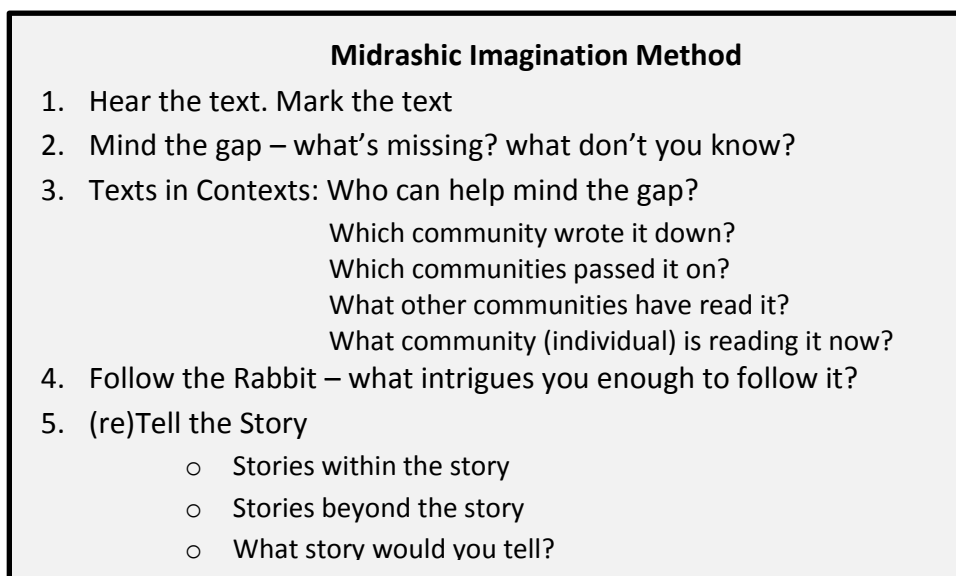 Midrashic Imagination Method
1. Hear the text. Mark the text
2. Mind the gap – what's missing? what don't you know?
3. Texts in Contexts: Who can help mind the gap?
Which community wrote it down?
Which communities passed it on?
What other communities have read it?
What community (individual) is reading it now?
4. Follow the Rabbit – what intrigues you enough to follow it?
5. (re)Tell the Story
o Stories within the story
o Stories beyond the story
o What story would you tell?